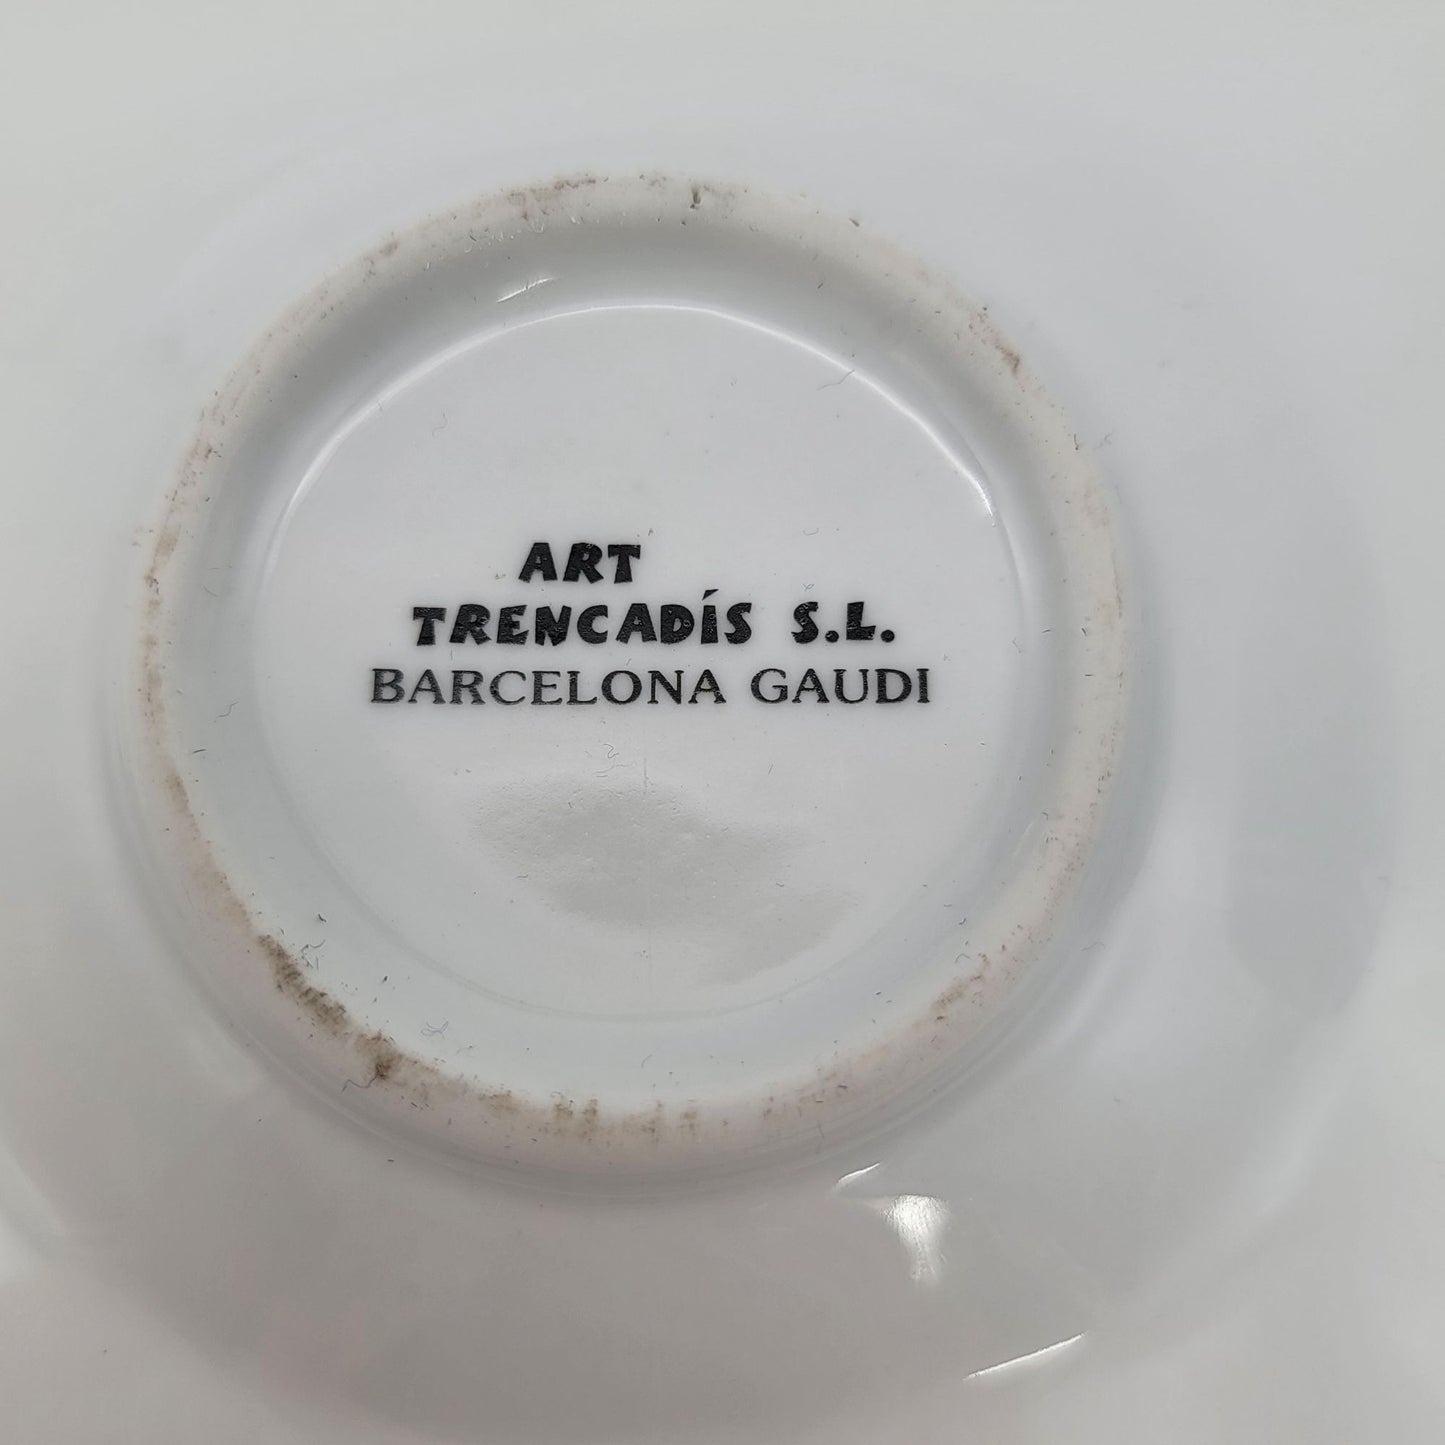 ART
TRENCADÍS S.L.
BARCELONA GAUDI